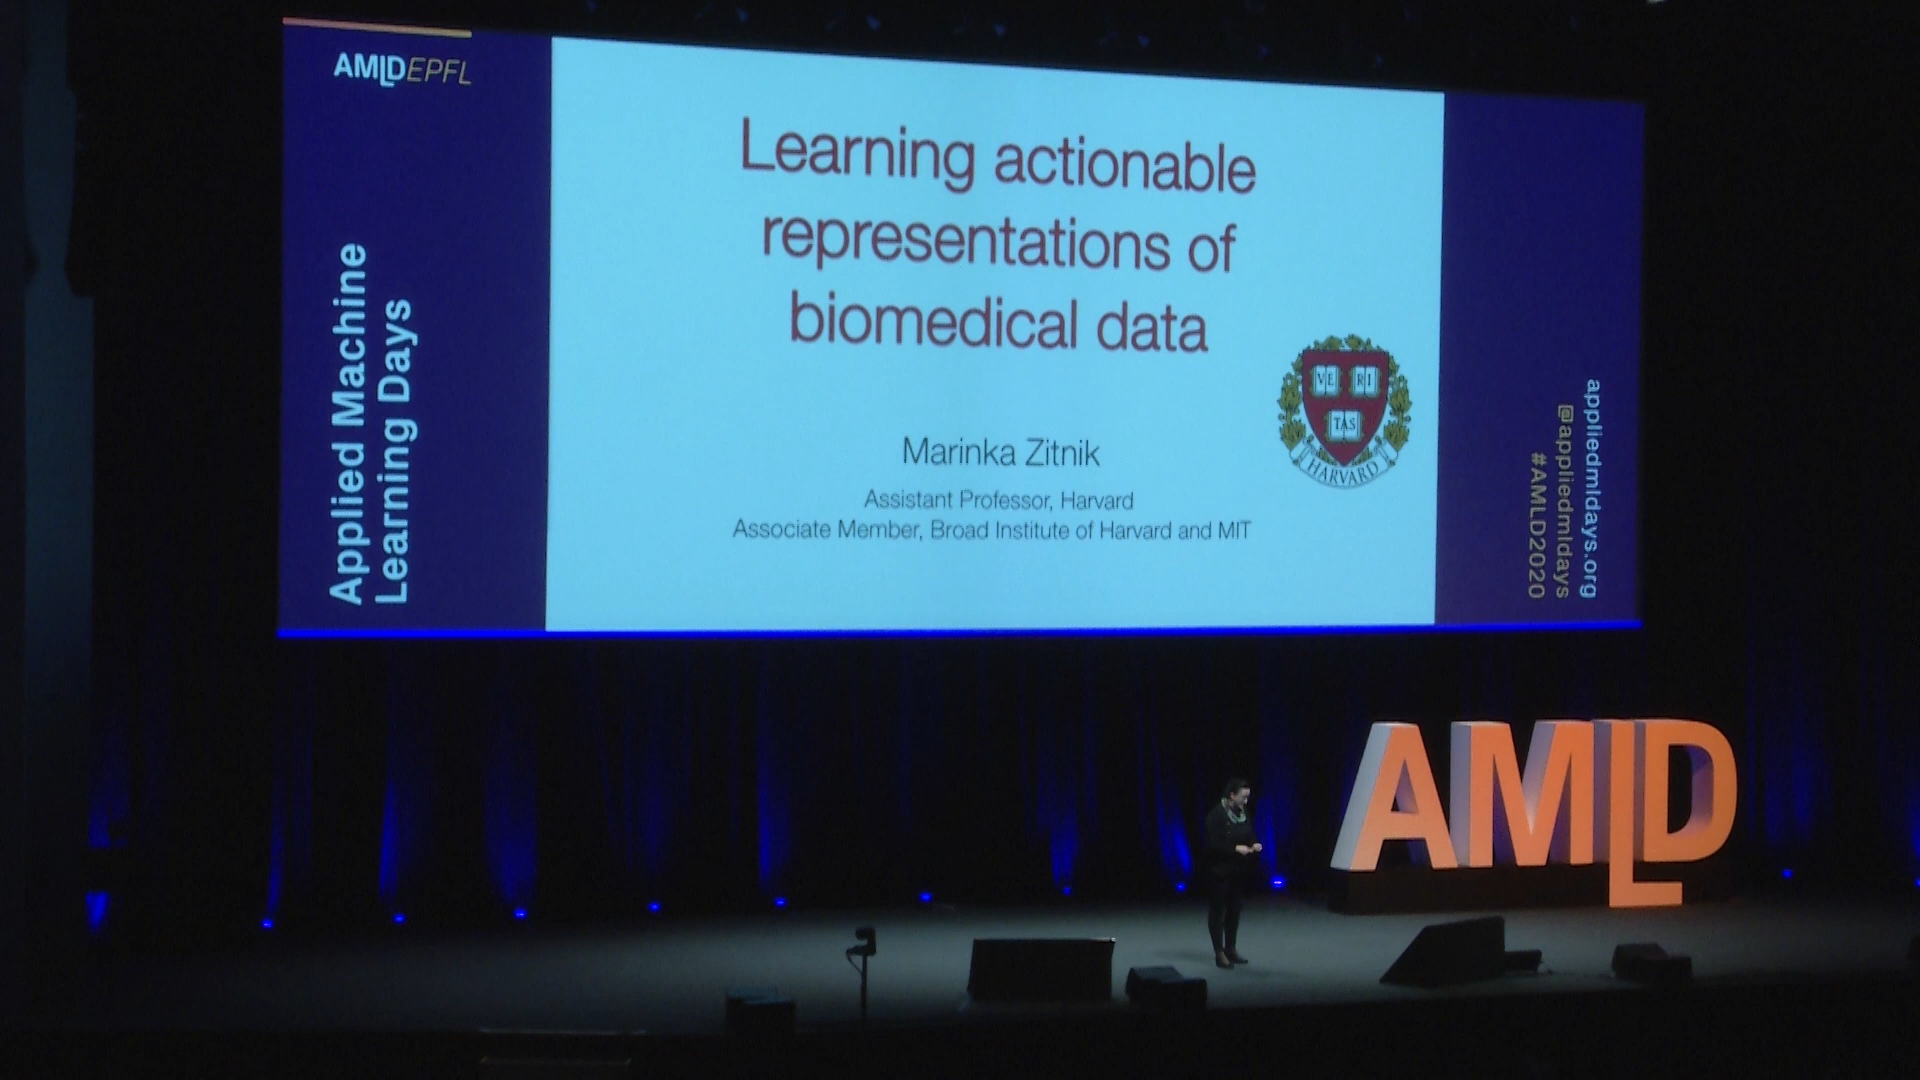 AMLDEPFL
Applied Machine
Learning Days
Learning actionable
representations of
biomedical data
Marinka Zitnik
Assistant Professor, Harvard
Associate Member, Broad Institute of Harvard and MIT
VE RI
TAS
HARVARD
appliedmldays.org
@appliedmldays
#AMLD2020
AMLD